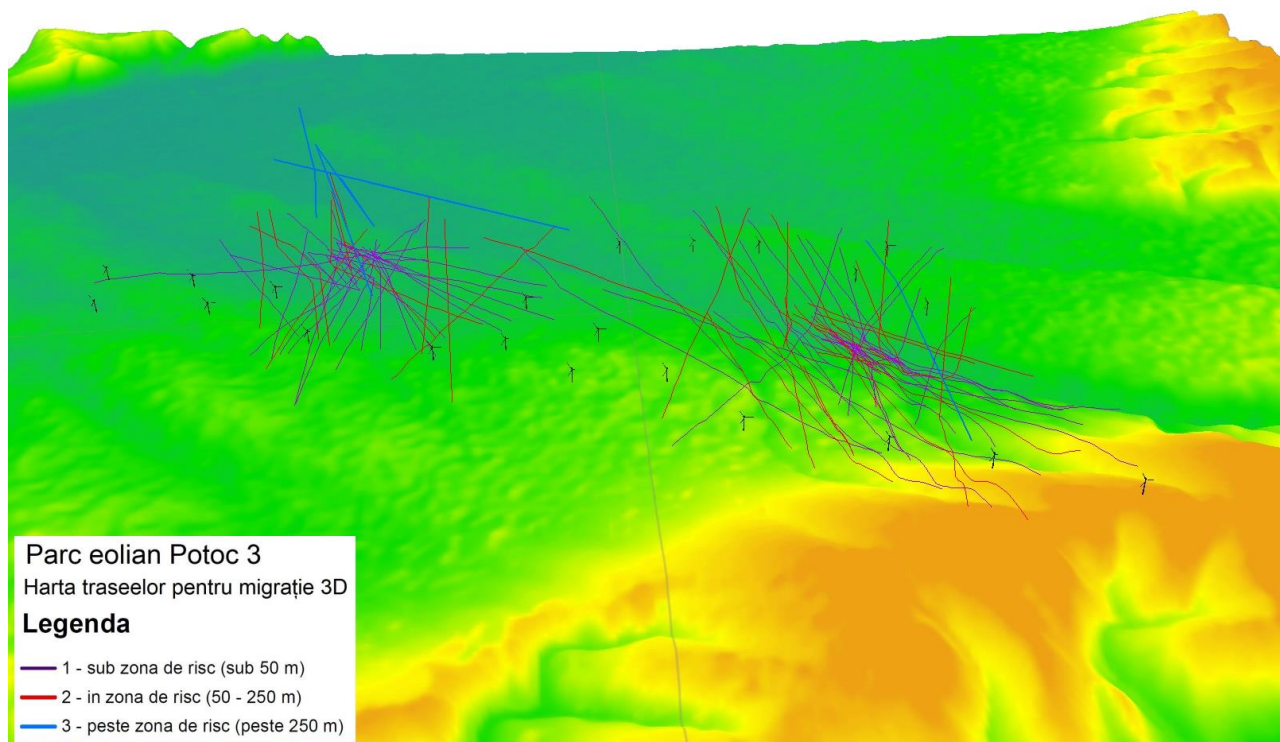 Parc eolian Potoc 3
Harta traseelor pentru migrație 3D
Legenda
1 - sub zona de risc (sub 50 m)
2 - in zona de risc (50 - 250 m)
3 - peste zona de risc (peste 250 m)